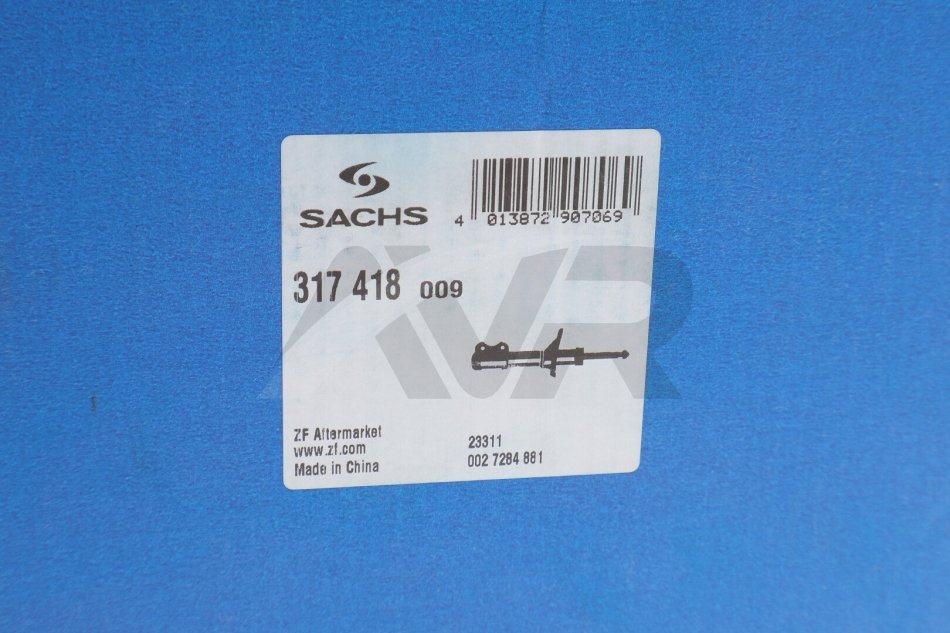 SACHS
4 013872 907069
317 418 009
AVR
ZF Aftermarket
www.zf.com
Made in China
23311
002 7284 881